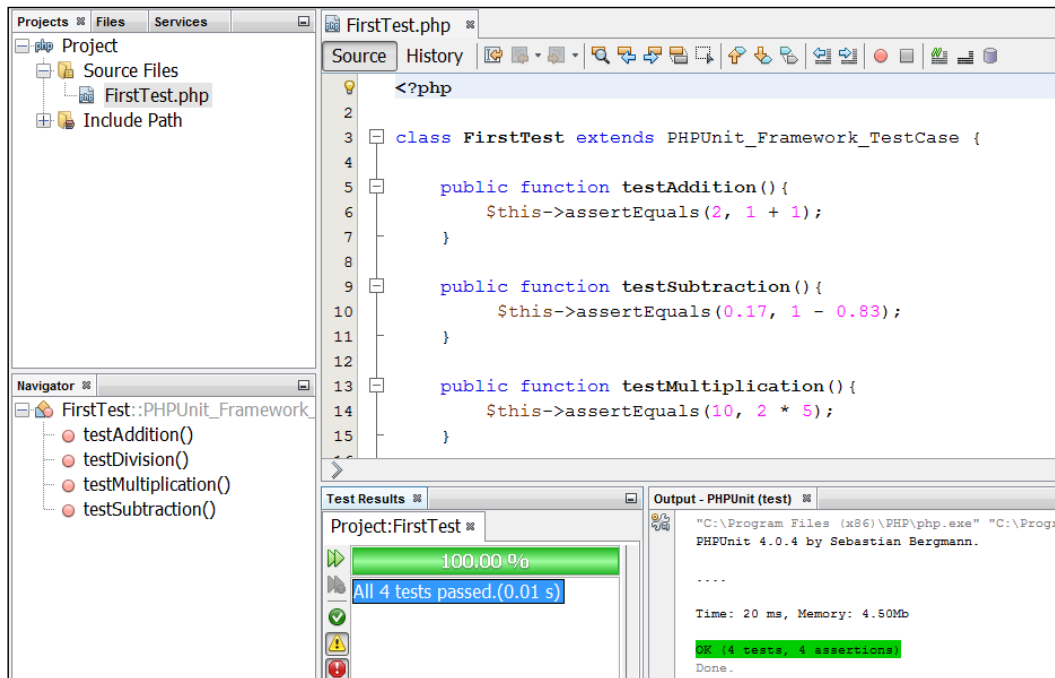 Projects Files Services
Project
Source Files
FirstTest.php
Include Path
Navigator
FirstTest::PHPUnit_Framework_
testAddition()
testDivision()
testMultiplication()
testSubtraction()
FirstTest.php
Source History
<?php
2
3 class FirstTest extends PHPUnit_Framework_TestCase {
4
5 public function testAddition(){
6 $this->assertEquals(2, 1 + 1);
7 }
8
9 public function testSubtraction(){
10 $this->assertEquals(0.17, 1 - 0.83);
11 }
12
13 public function testMultiplication(){
14 $this->assertEquals(10, 2 * 5);
15 }
Test Results
Project:FirstTest
100.00 %
All 4 tests passed.(0.01 s)
Output - PHPUnit (test)
"C:\Program Files (x86)\PHP\php.exe" "C:\Progr
PHPUnit 4.0.4 by Sebastian Bergmann.
....
Time: 20 ms, Memory: 4.50Mb
OK (4 tests, 4 assertions)
Done.